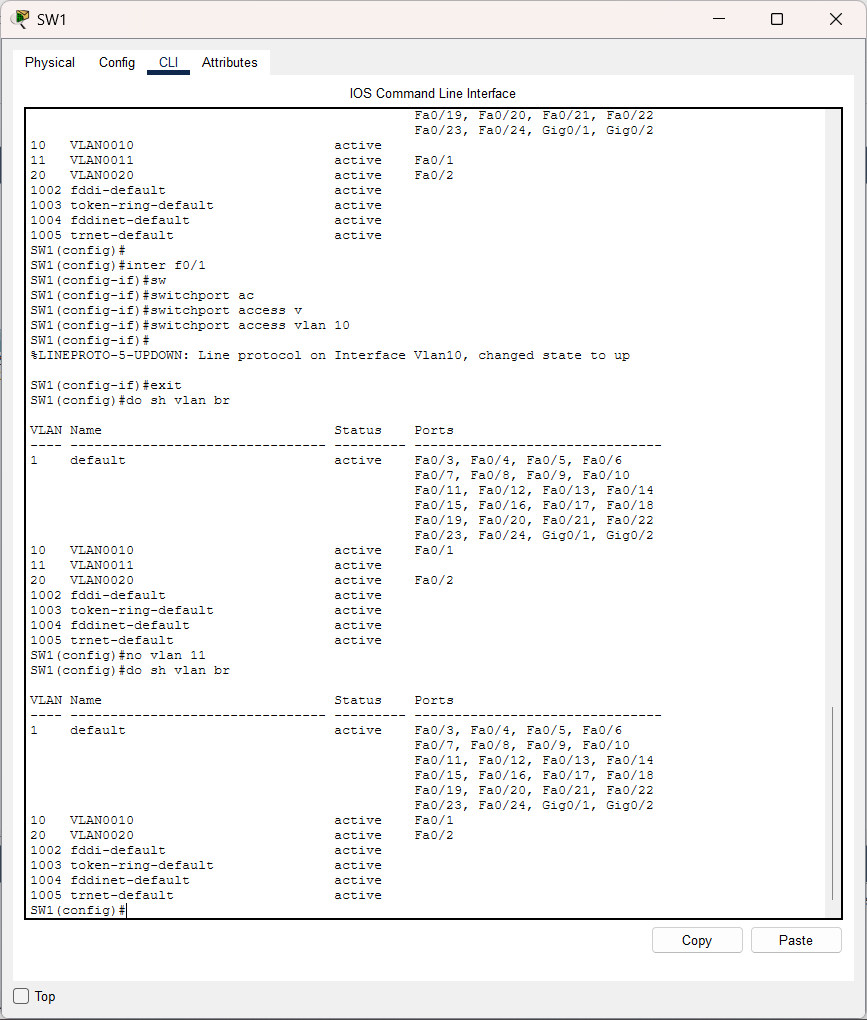 SW1
Physical Config CLI Attributes
IOS Command Line Interface
                                                Fa0/19, Fa0/20, Fa0/21, Fa0/22
                                                Fa0/23, Fa0/24, Gig0/1, Gig0/2
10   VLAN0010                         active
11   VLAN0011                         active    Fa0/1
20   VLAN0020                         active    Fa0/2
1002 fddi-default                     active
1003 token-ring-default               active
1004 fddinet-default                  active
1005 trnet-default                    active
SW1(config)#
SW1(config)#inter f0/1
SW1(config-if)#sw
SW1(config-if)#switchport ac
SW1(config-if)#switchport access v
SW1(config-if)#switchport access vlan 10
SW1(config-if)#
%LINEPROTO-5-UPDOWN: Line protocol on Interface Vlan10, changed state to up

SW1(config-if)#exit
SW1(config)#do sh vlan br

VLAN Name                             Status    Ports
---- -------------------------------- --------- -------------------------------
1    default                          active    Fa0/3, Fa0/4, Fa0/5, Fa0/6
                                                Fa0/7, Fa0/8, Fa0/9, Fa0/10
                                                Fa0/11, Fa0/12, Fa0/13, Fa0/14
                                                Fa0/15, Fa0/16, Fa0/17, Fa0/18
                                                Fa0/19, Fa0/20, Fa0/21, Fa0/22
                                                Fa0/23, Fa0/24, Gig0/1, Gig0/2
10   VLAN0010                         active    Fa0/1
11   VLAN0011                         active
20   VLAN0020                         active    Fa0/2
1002 fddi-default                     active
1003 token-ring-default               active
1004 fddinet-default                  active
1005 trnet-default                    active
SW1(config)#no vlan 11
SW1(config)#do sh vlan br

VLAN Name                             Status    Ports
---- -------------------------------- --------- -------------------------------
1    default                          active    Fa0/3, Fa0/4, Fa0/5, Fa0/6
                                                Fa0/7, Fa0/8, Fa0/9, Fa0/10
                                                Fa0/11, Fa0/12, Fa0/13, Fa0/14
                                                Fa0/15, Fa0/16, Fa0/17, Fa0/18
                                                Fa0/19, Fa0/20, Fa0/21, Fa0/22
                                                Fa0/23, Fa0/24, Gig0/1, Gig0/2
10   VLAN0010                         active    Fa0/1
20   VLAN0020                         active    Fa0/2
1002 fddi-default                     active
1003 token-ring-default               active
1004 fddinet-default                  active
1005 trnet-default                    active
SW1(config)#
Copy Paste
Top